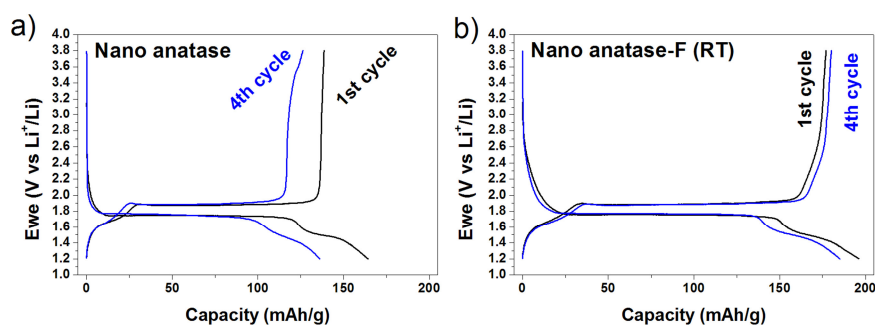 a)
Nano anatase
4th cycle
1st cycle
Ewe (V vs Li⁺/Li)
4.0
3.8
3.6
3.4
3.2
3.0
2.8
2.6
2.4
2.2
2.0
1.8
1.6
1.4
1.2
1.0
0 50 100 150 200
Capacity (mAh/g)
b)
Nano anatase-F (RT)
1st cycle
4th cycle
Ewe (V vs Li⁺/Li)
4.0
3.8
3.6
3.4
3.2
3.0
2.8
2.6
2.4
2.2
2.0
1.8
1.6
1.4
1.2
1.0
0 50 100 150 200
Capacity (mAh/g)